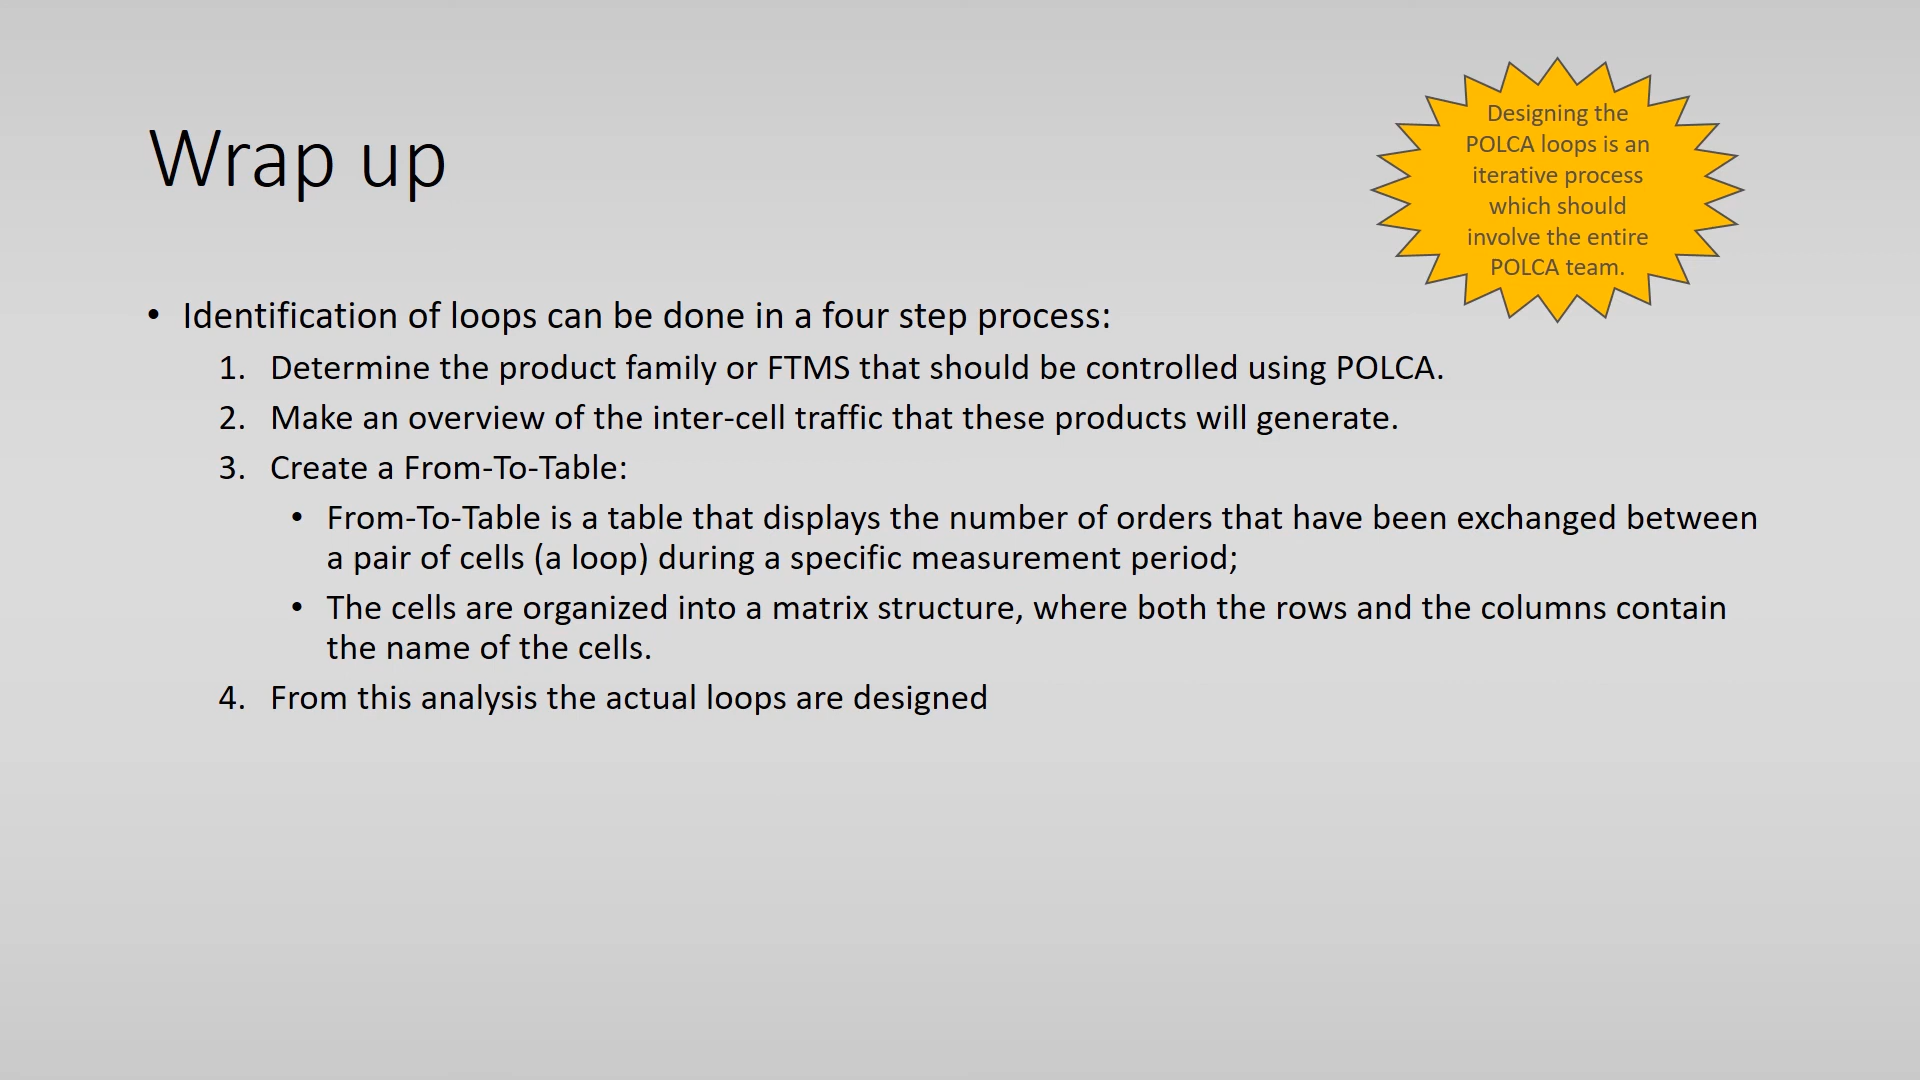 Wrap up
Designing the
POLCA loops is an
iterative process
which should
involve the entire
POLCA team.
• Identification of loops can be done in a four step process:
1. Determine the product family or FTMS that should be controlled using POLCA.
2. Make an overview of the inter-cell traffic that these products will generate.
3. Create a From-To-Table:
• From-To-Table is a table that displays the number of orders that have been exchanged between
a pair of cells (a loop) during a specific measurement period;
• The cells are organized into a matrix structure, where both the rows and the columns contain
the name of the cells.
4. From this analysis the actual loops are designed